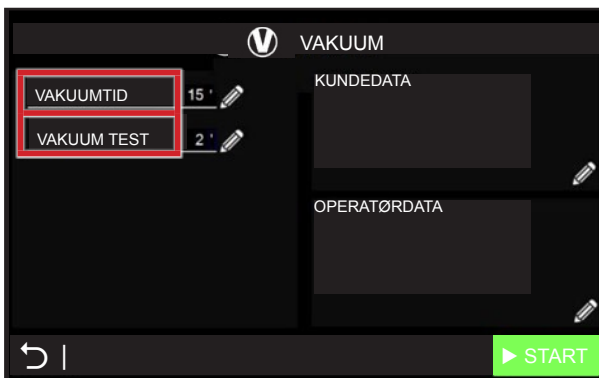 V VAKUUM
VAKUUMTID 15 '
VAKUUM TEST 2 '
KUNDEDATA
OPERATØRDATA
START